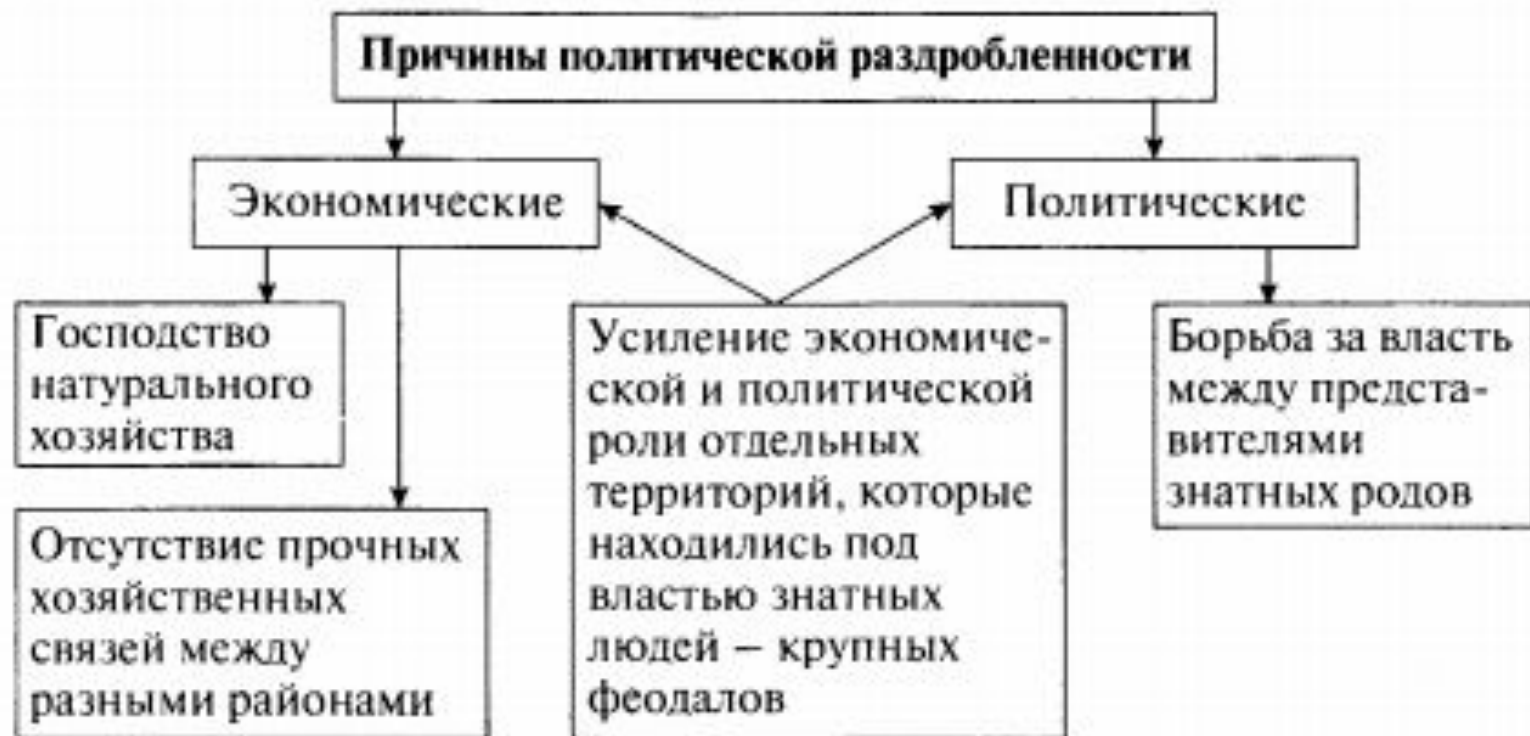 Причины политической раздробленности
Экономические
Политические
Господство
натурального
хозяйства
Отсутствие прочных
хозяйственных
связей между
разными районами
Усиление экономиче-
ской и политической
роли отдельных
территорий, которые
находились под
властью знатных
людей – крупных
феодалов
Борьба за власть
между предста-
вителями
знатных родов